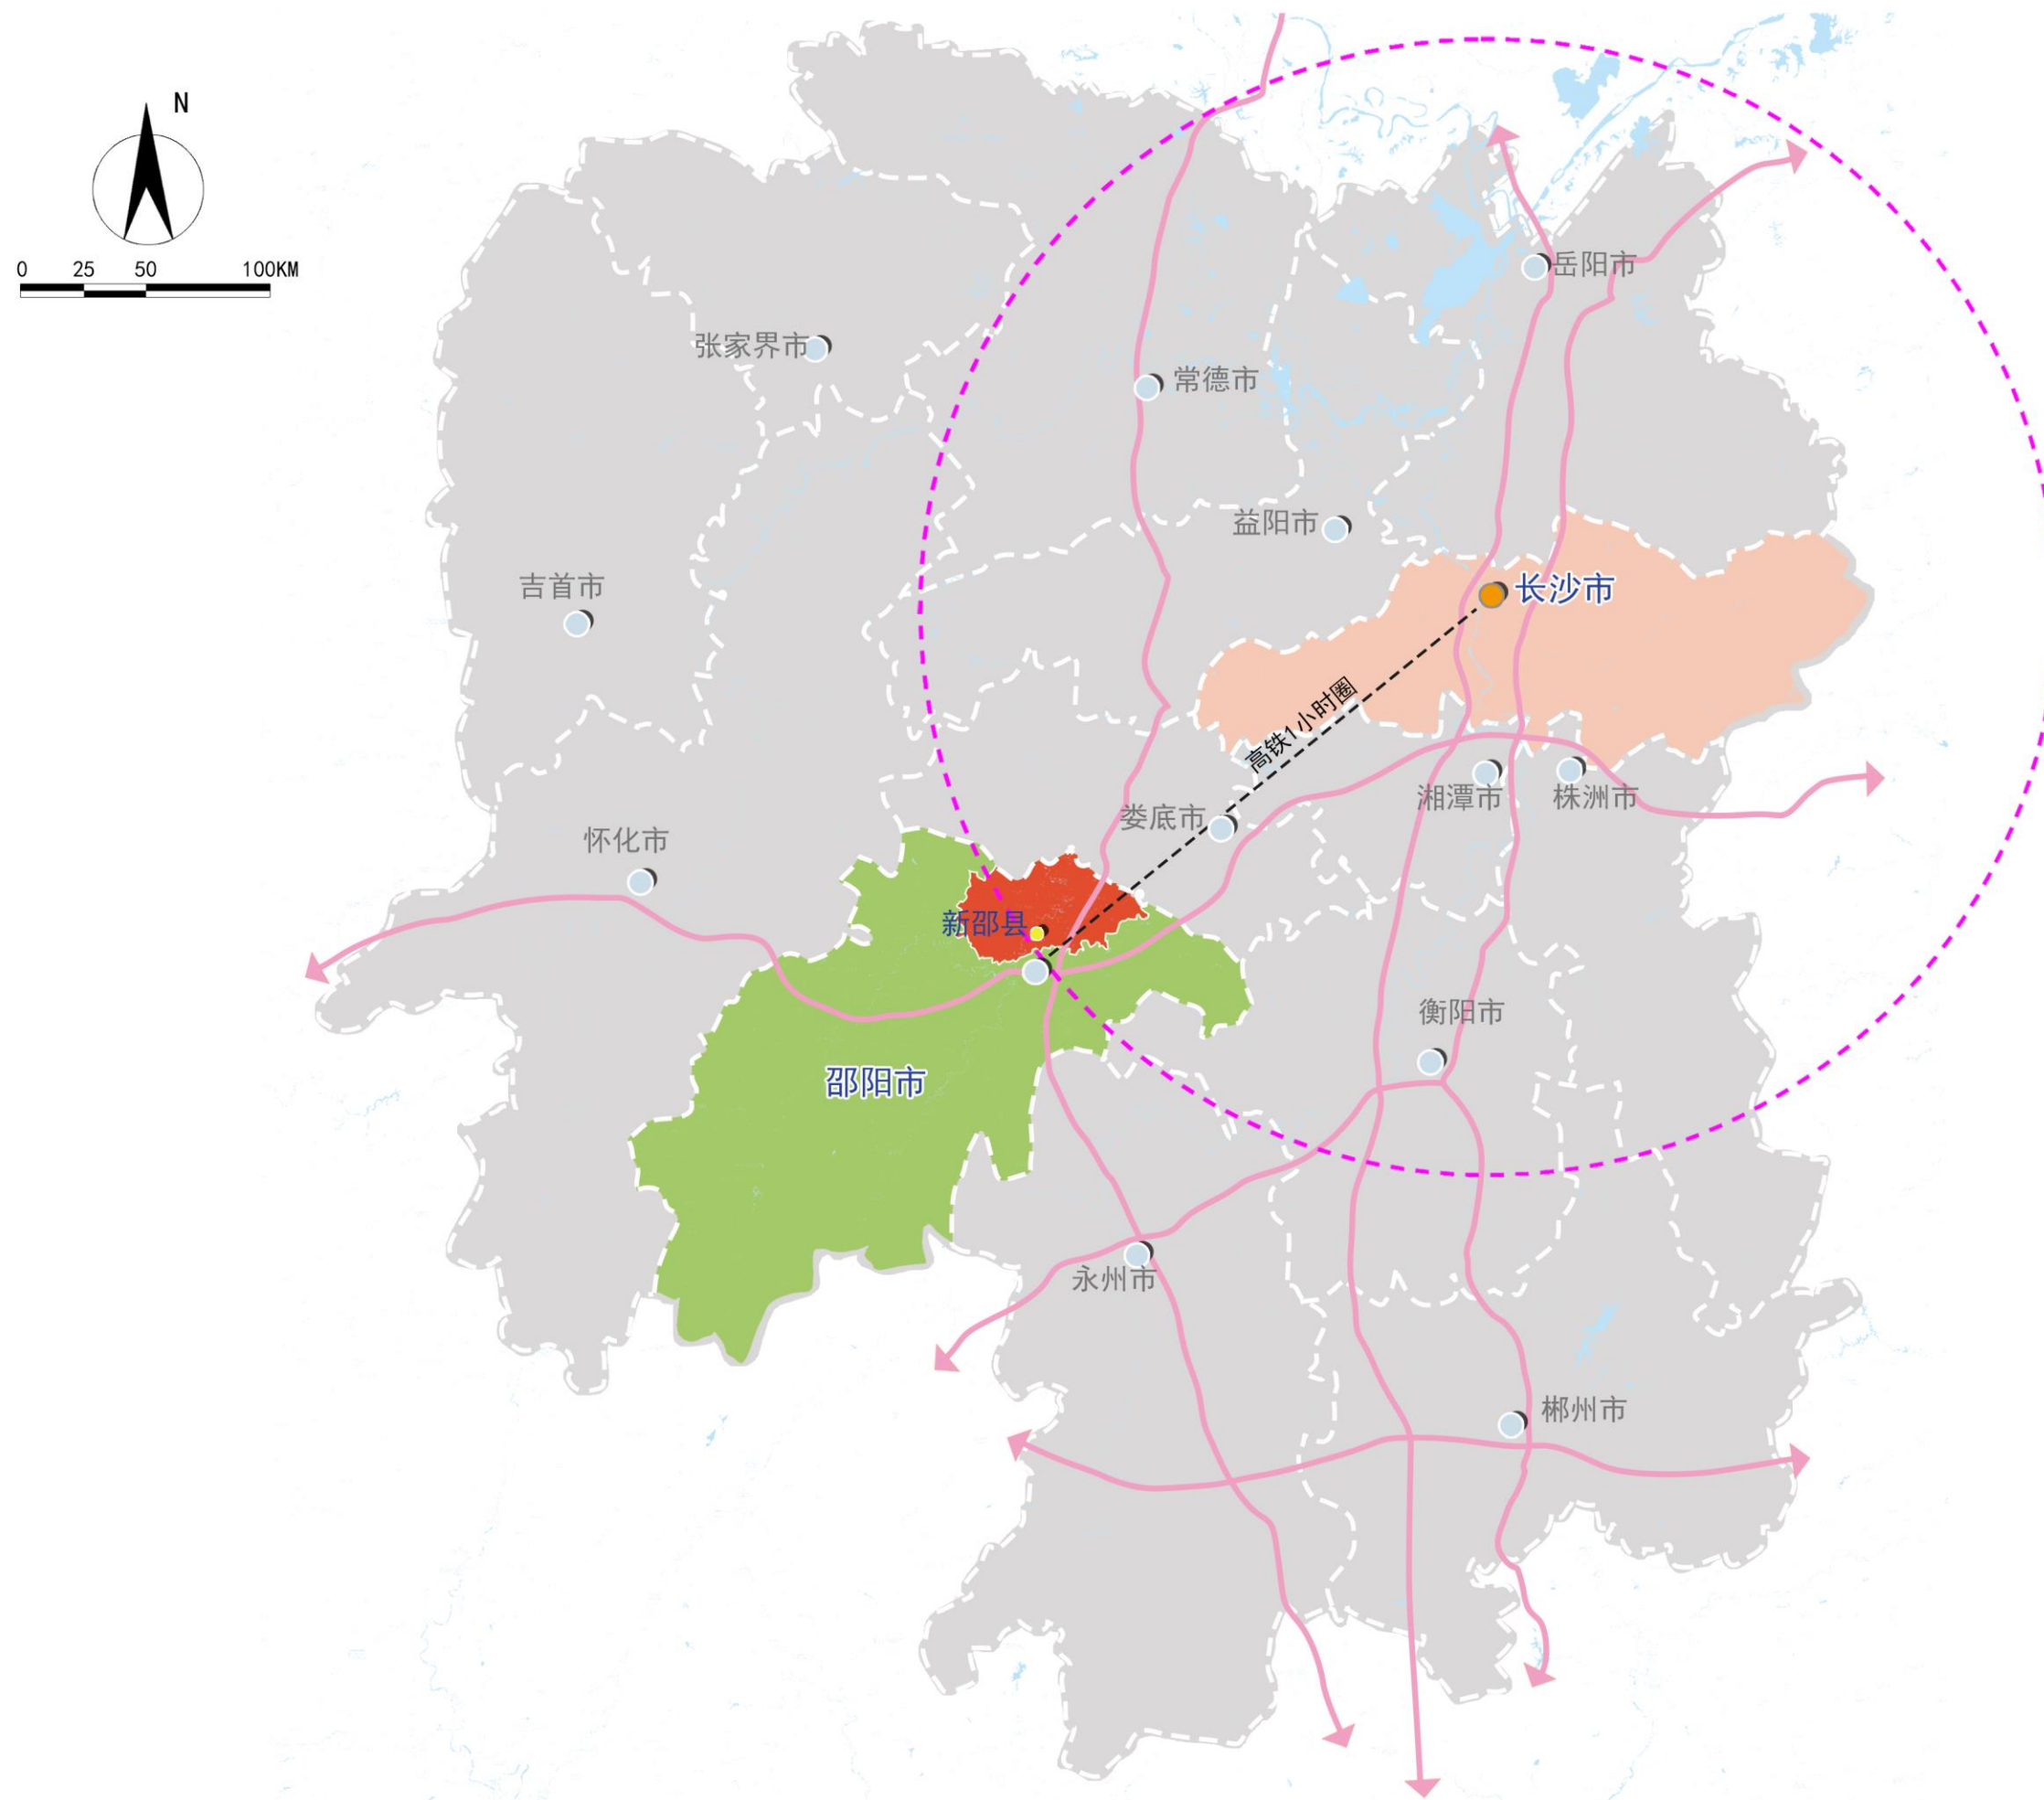 N
0 25 50 100KM
岳阳市
张家界市
常德市
益阳市
吉首市
长沙市
高铁1小时圈
湘潭市
株洲市
娄底市
怀化市
新邵县
衡阳市
邵阳市
永州市
郴州市